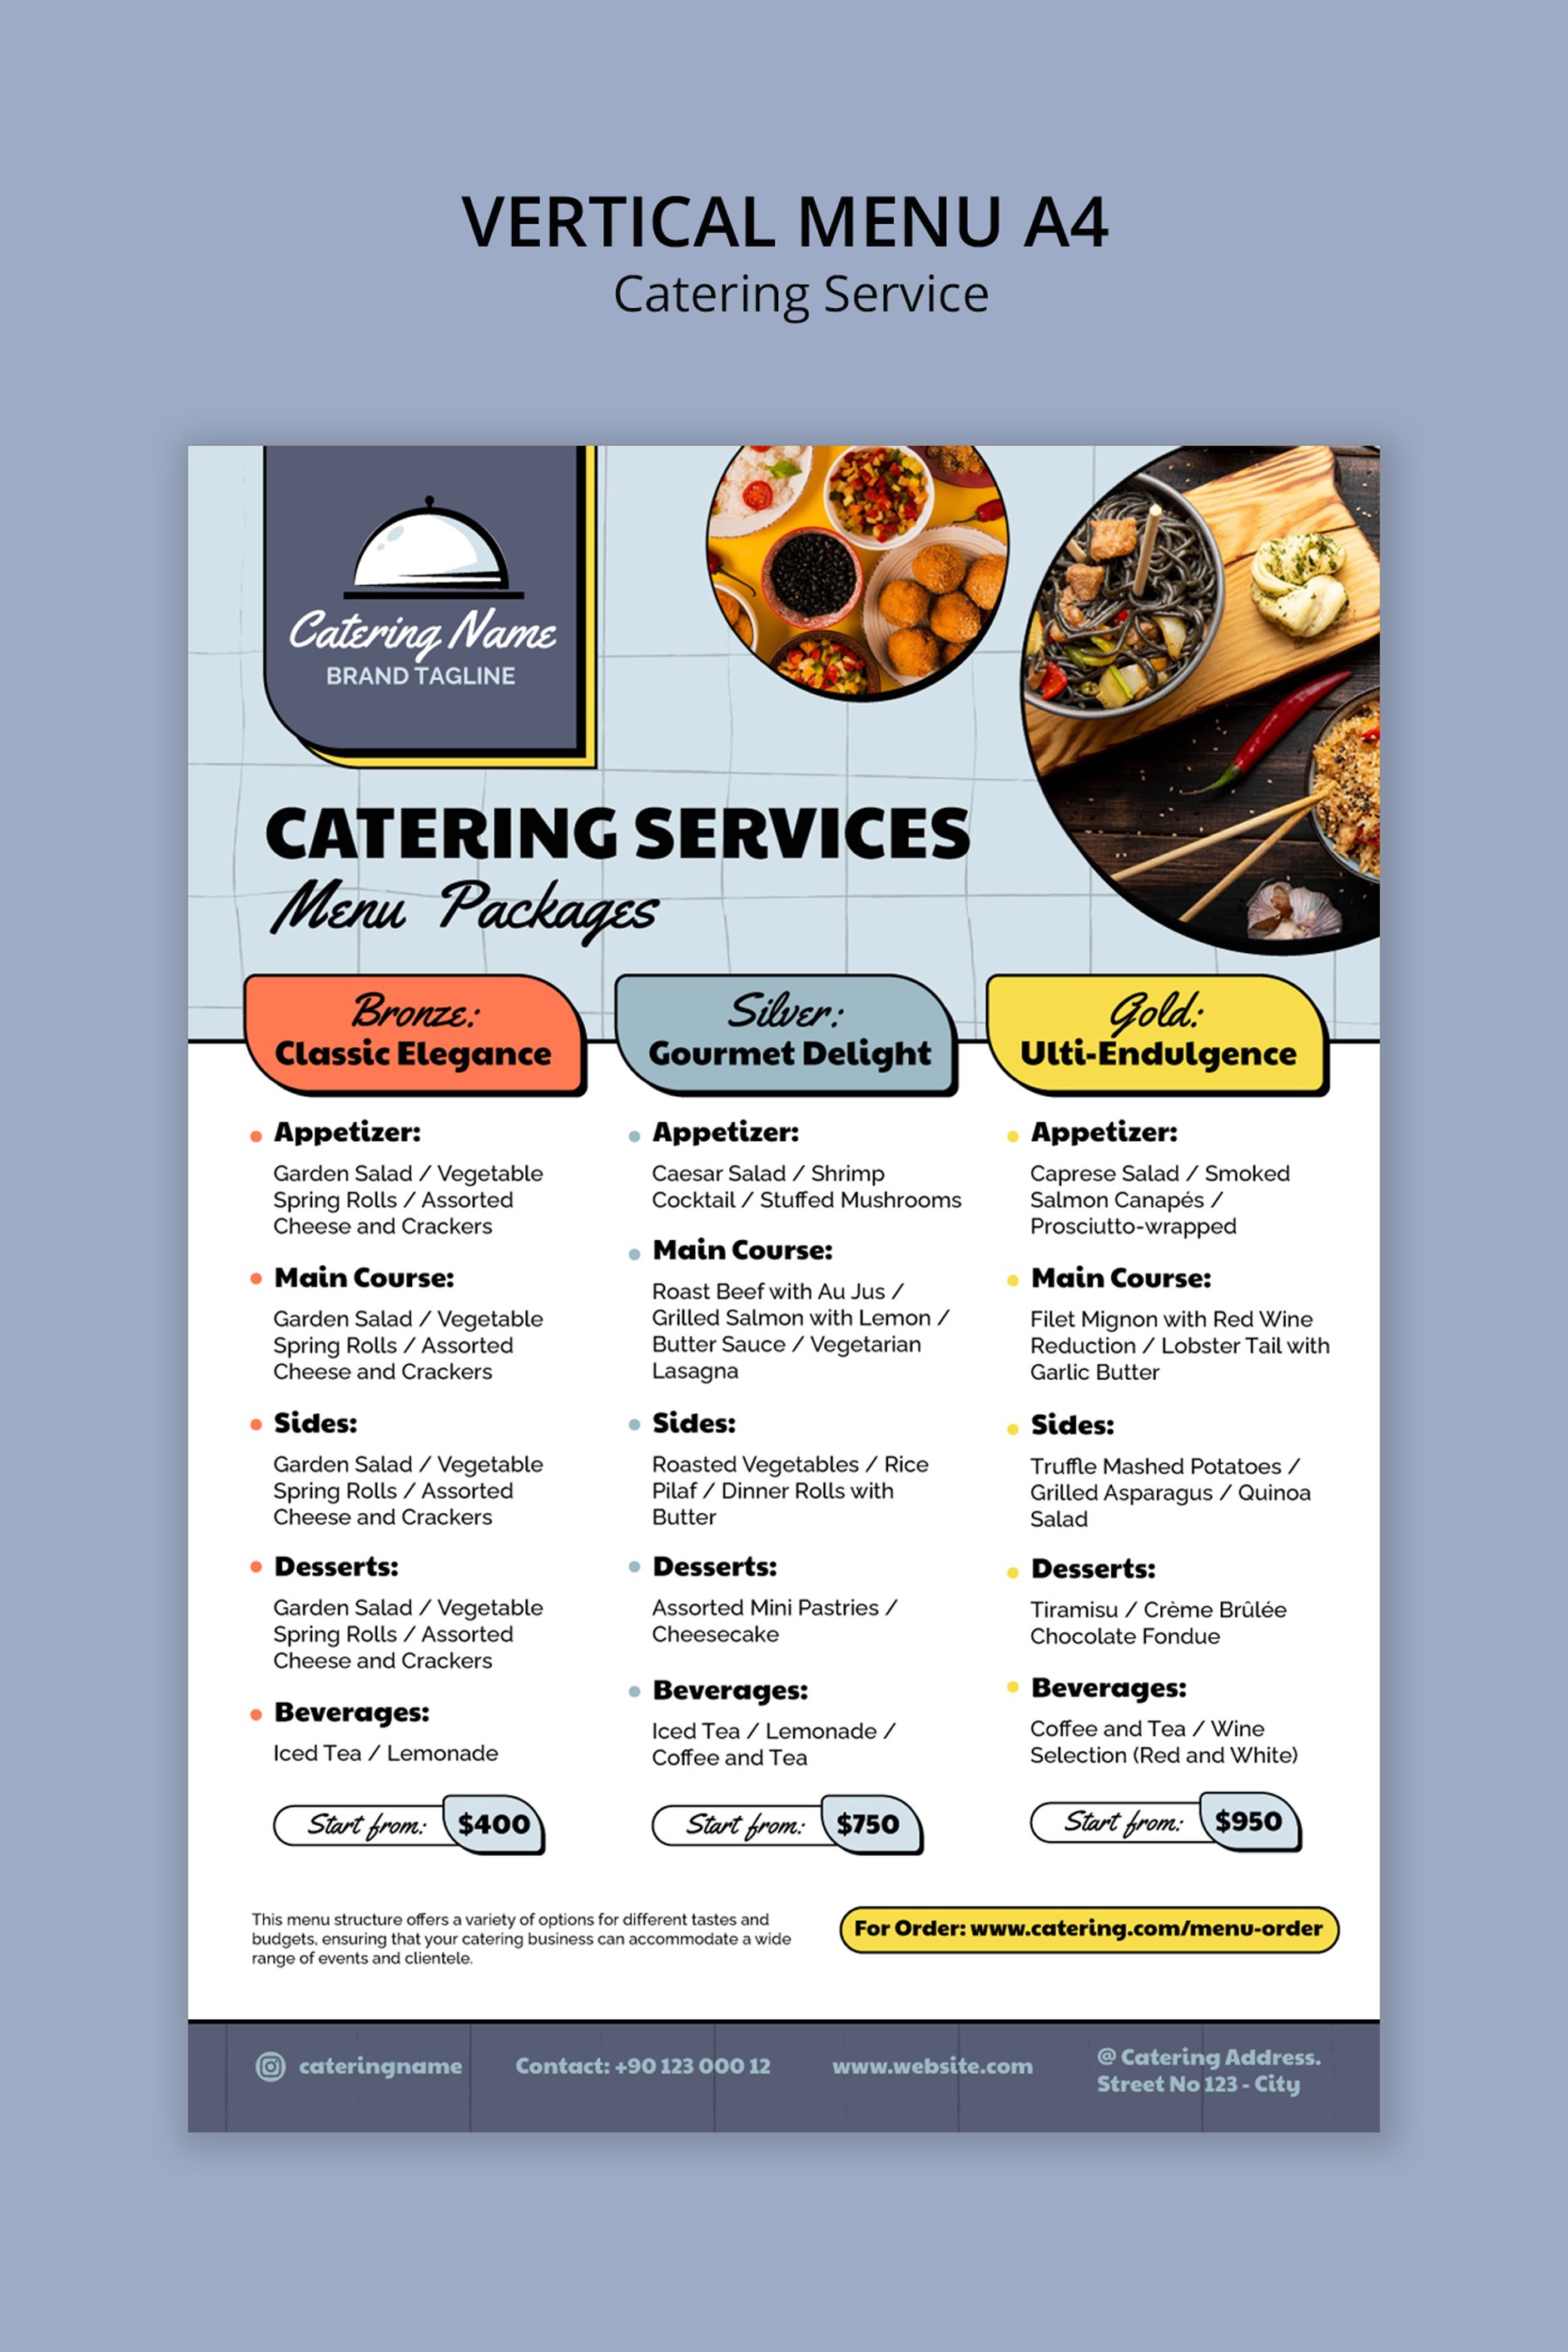 VERTICAL MENU A4
Catering Service
Catering Name
BRAND TAGLINE
CATERING SERVICES
Menu Packages
Bronze:
Classic Elegance
Appetizer:
Garden Salad / Vegetable
Spring Rolls / Assorted
Cheese and Crackers
Main Course:
Garden Salad / Vegetable
Spring Rolls / Assorted
Cheese and Crackers
Sides:
Garden Salad / Vegetable
Spring Rolls / Assorted
Cheese and Crackers
Desserts:
Garden Salad / Vegetable
Spring Rolls / Assorted
Cheese and Crackers
Beverages:
Iced Tea / Lemonade
Start from: $400
Silver:
Gourmet Delight
Appetizer:
Caesar Salad / Shrimp
Cocktail / Stuffed Mushrooms
Main Course:
Roast Beef with Au Jus /
Grilled Salmon with Lemon /
Butter Sauce / Vegetarian
Lasagna
Sides:
Roasted Vegetables / Rice
Pilaf / Dinner Rolls with
Butter
Desserts:
Assorted Mini Pastries /
Cheesecake
Beverages:
Iced Tea / Lemonade /
Coffee and Tea
Start from: $750
Gold:
Ulti-Endulgence
Appetizer:
Caprese Salad / Smoked
Salmon Canapés /
Prosciutto-wrapped
Main Course:
Filet Mignon with Red Wine
Reduction / Lobster Tail with
Garlic Butter
Sides:
Truffle Mashed Potatoes /
Grilled Asparagus / Quinoa
Salad
Desserts:
Tiramisu / Crème Brûlée
Chocolate Fondue
Beverages:
Coffee and Tea / Wine
Selection (Red and White)
Start from: $950
This menu structure offers a variety of options for different tastes and
budgets, ensuring that your catering business can accommodate a wide
range of events and clientele.
For Order: www.catering.com/menu-order
cateringname
Contact: +90 123 000 12
www.website.com
@ Catering Address.
Street No 123 - City